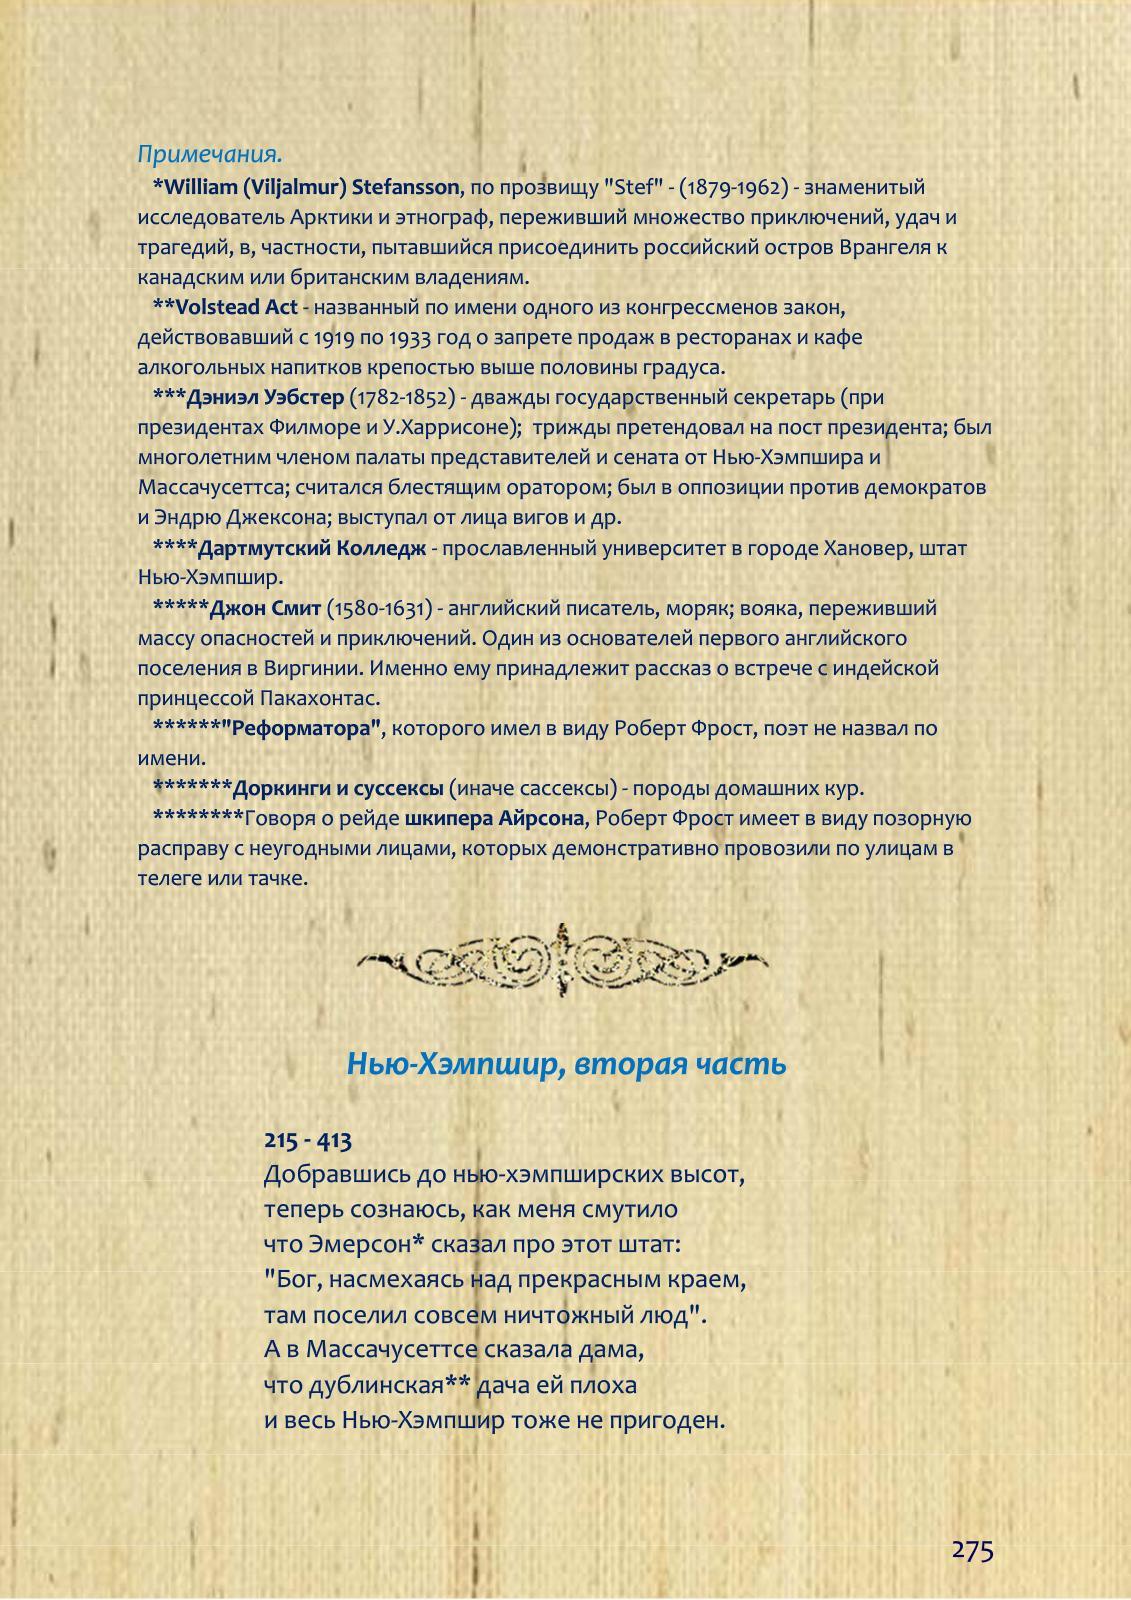 Примечания.
*William (Viljalmur) Stefansson, по прозвищу "Stef" - (1879-1962) - знаменитый
исследователь Арктики и этнограф, переживший множество приключений, удач и
трагедий, в, частности, пытавшийся присоединить российский остров Врангеля к
канадским или британским владениям.
**Volstead Act - названный по имени одного из конгрессменов закон,
действовавший с 1919 по 1933 год о запрете продаж в ресторанах и кафе
алкогольных напитков крепостью выше половины градуса.
***Дэниэл Уэбстер (1782-1852) - дважды государственный секретарь (при
президентах Филморе и У.Харрисоне);  трижды претендовал на пост президента; был
многолетним членом палаты представителей и сената от Нью-Хэмпшира и
Массачусеттса; считался блестящим оратором; был в оппозиции против демократов
и Эндрю Джексона; выступал от лица вигов и др.
****Дартмутский Колледж - прославленный университет в городе Хановер, штат
Нью-Хэмпшир.
*****Джон Смит (1580-1631) - английский писатель, моряк; вояка, переживший
массу опасностей и приключений. Один из основателей первого английского
поселения в Виргинии. Именно ему принадлежит рассказ о встрече с индейской
принцессой Пакахонтас.
******"Реформатора", которого имел в виду Роберт Фрост, поэт не назвал по
имени.
*******Доркинги и суссексы (иначе сассексы) - породы домашних кур.
********Говоря о рейде шкипера Айрсона, Роберт Фрост имеет в виду позорную
расправу с неугодными лицами, которых демонстративно провозили по улицам в
телеге или тачке.
Нью-Хэмпшир, вторая часть
215 - 413
Добравшись до нью-хэмпширских высот,
теперь сознаюсь, как меня смутило
что Эмерсон* сказал про этот штат:
"Бог, насмехаясь над прекрасным краем,
там поселил совсем ничтожный люд".
А в Массачусеттсе сказала дама,
что дублинская** дача ей плоха
и весь Нью-Хэмпшир тоже не пригоден.
275